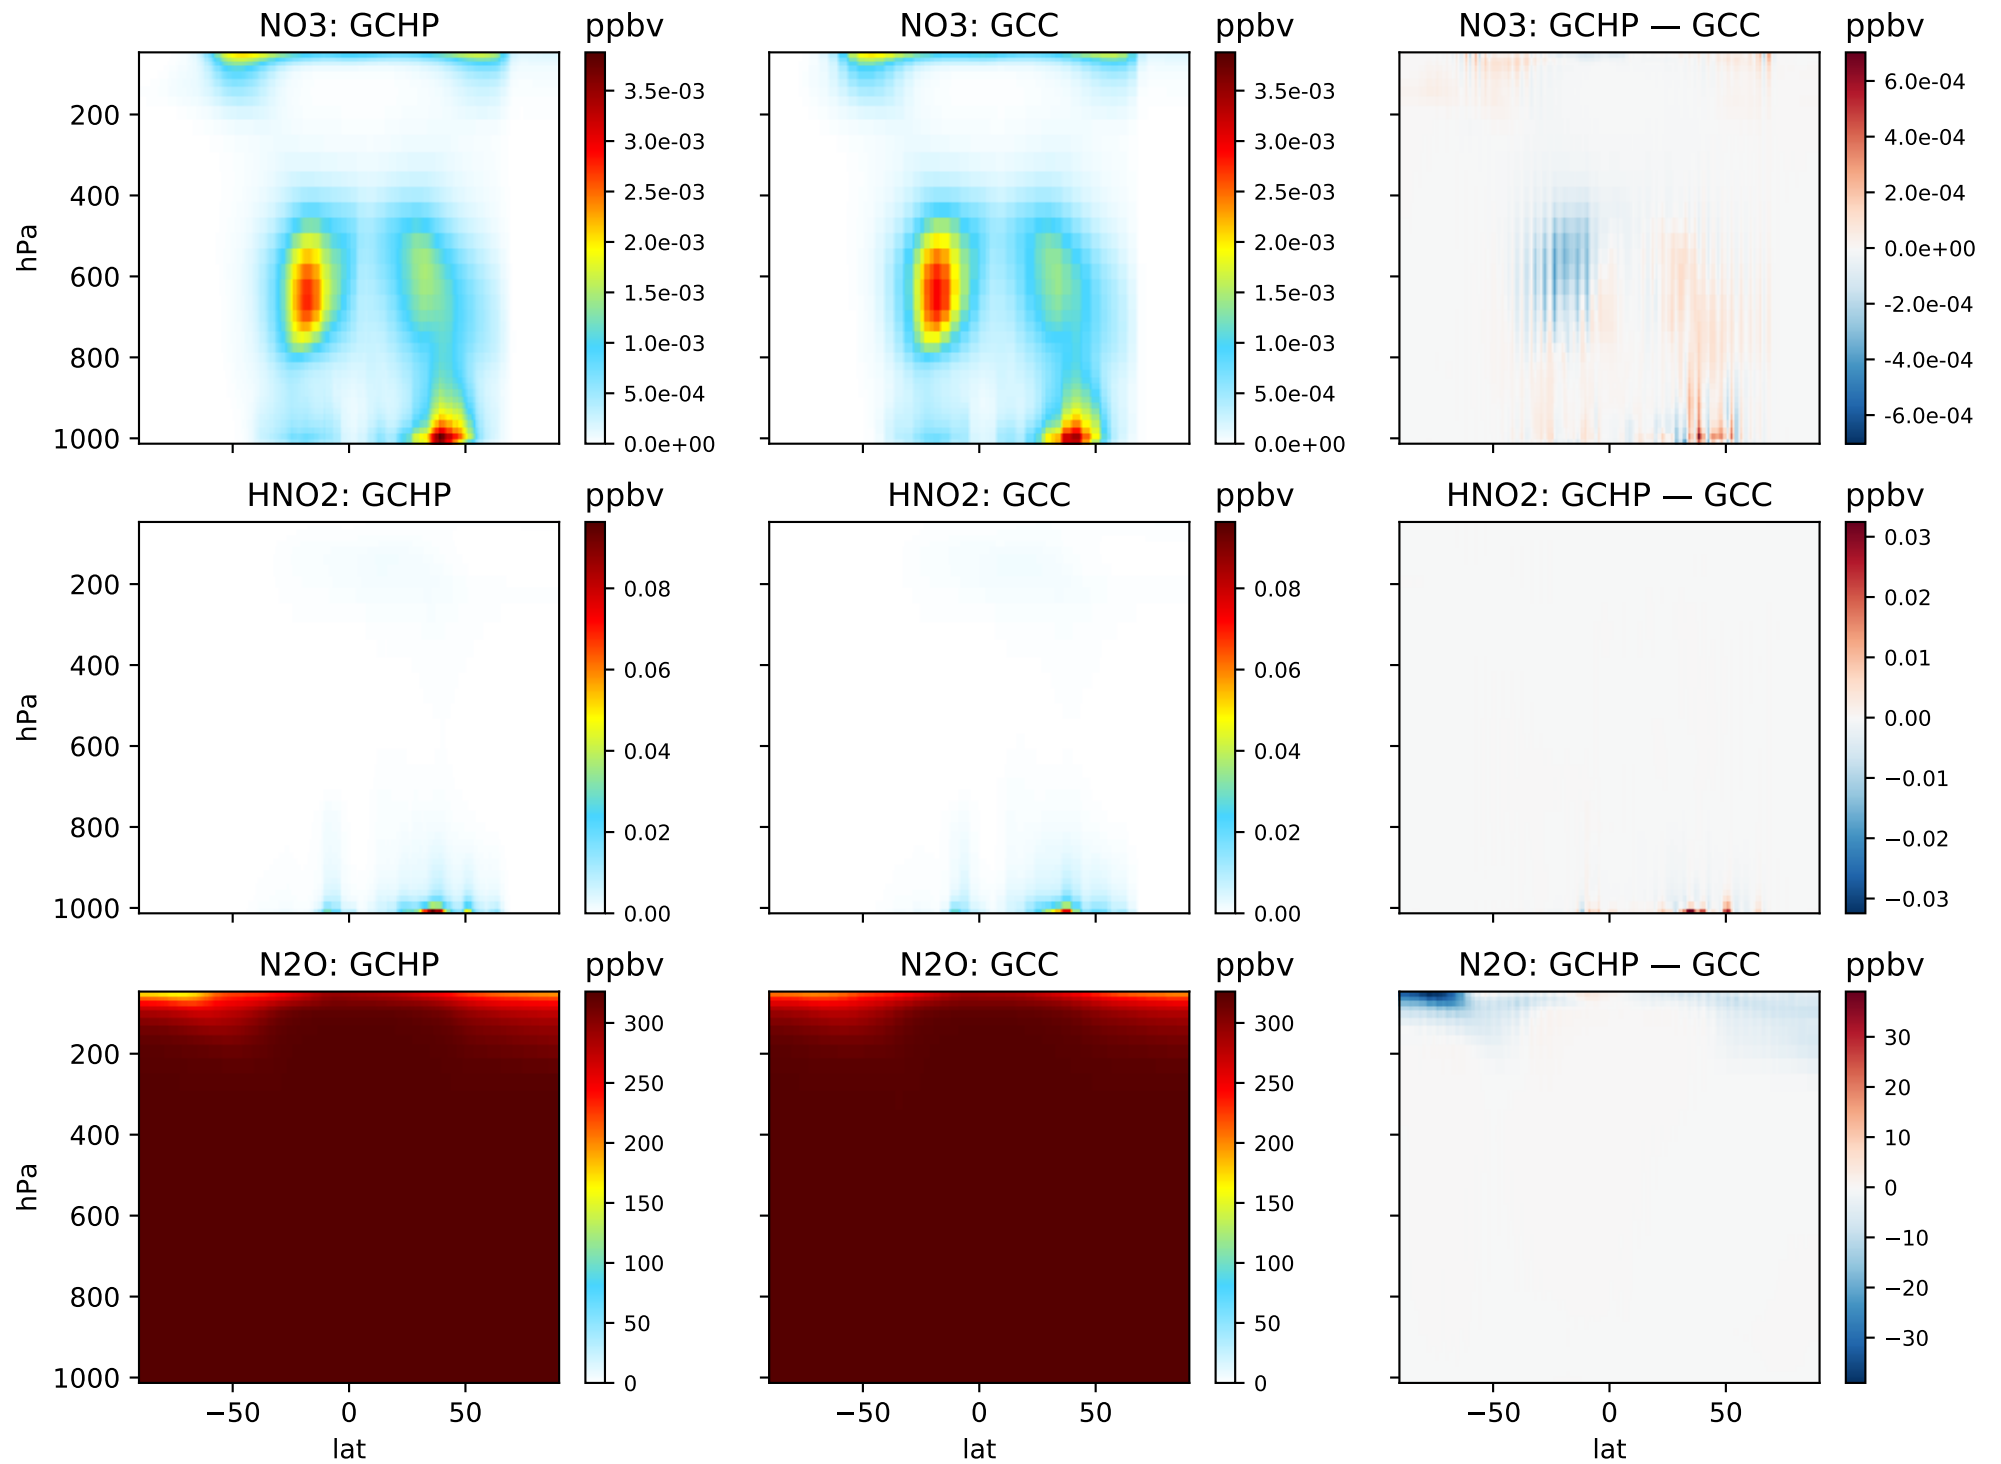 NO3: GCHP
ppbv
NO3: GCC
ppbv
NO3: GCHP — GCC
ppbv
hPa
200
400
600
800
1000
3.5e-03
3.0e-03
2.5e-03
2.0e-03
1.5e-03
1.0e-03
5.0e-04
0.0e+00
3.5e-03
3.0e-03
2.5e-03
2.0e-03
1.5e-03
1.0e-03
5.0e-04
0.0e+00
6.0e-04
4.0e-04
2.0e-04
0.0e+00
-2.0e-04
-4.0e-04
-6.0e-04
HNO2: GCHP
ppbv
HNO2: GCC
ppbv
HNO2: GCHP — GCC
ppbv
hPa
200
400
600
800
1000
0.08
0.06
0.04
0.02
0.00
0.08
0.06
0.04
0.02
0.00
0.03
0.02
0.01
0.00
−0.01
−0.02
−0.03
N2O: GCHP
ppbv
N2O: GCC
ppbv
N2O: GCHP — GCC
ppbv
hPa
200
400
600
800
1000
300
250
200
150
100
50
0
300
250
200
150
100
50
0
30
20
10
0
−10
−20
−30
−50 0 50
lat
−50 0 50
lat
−50 0 50
lat